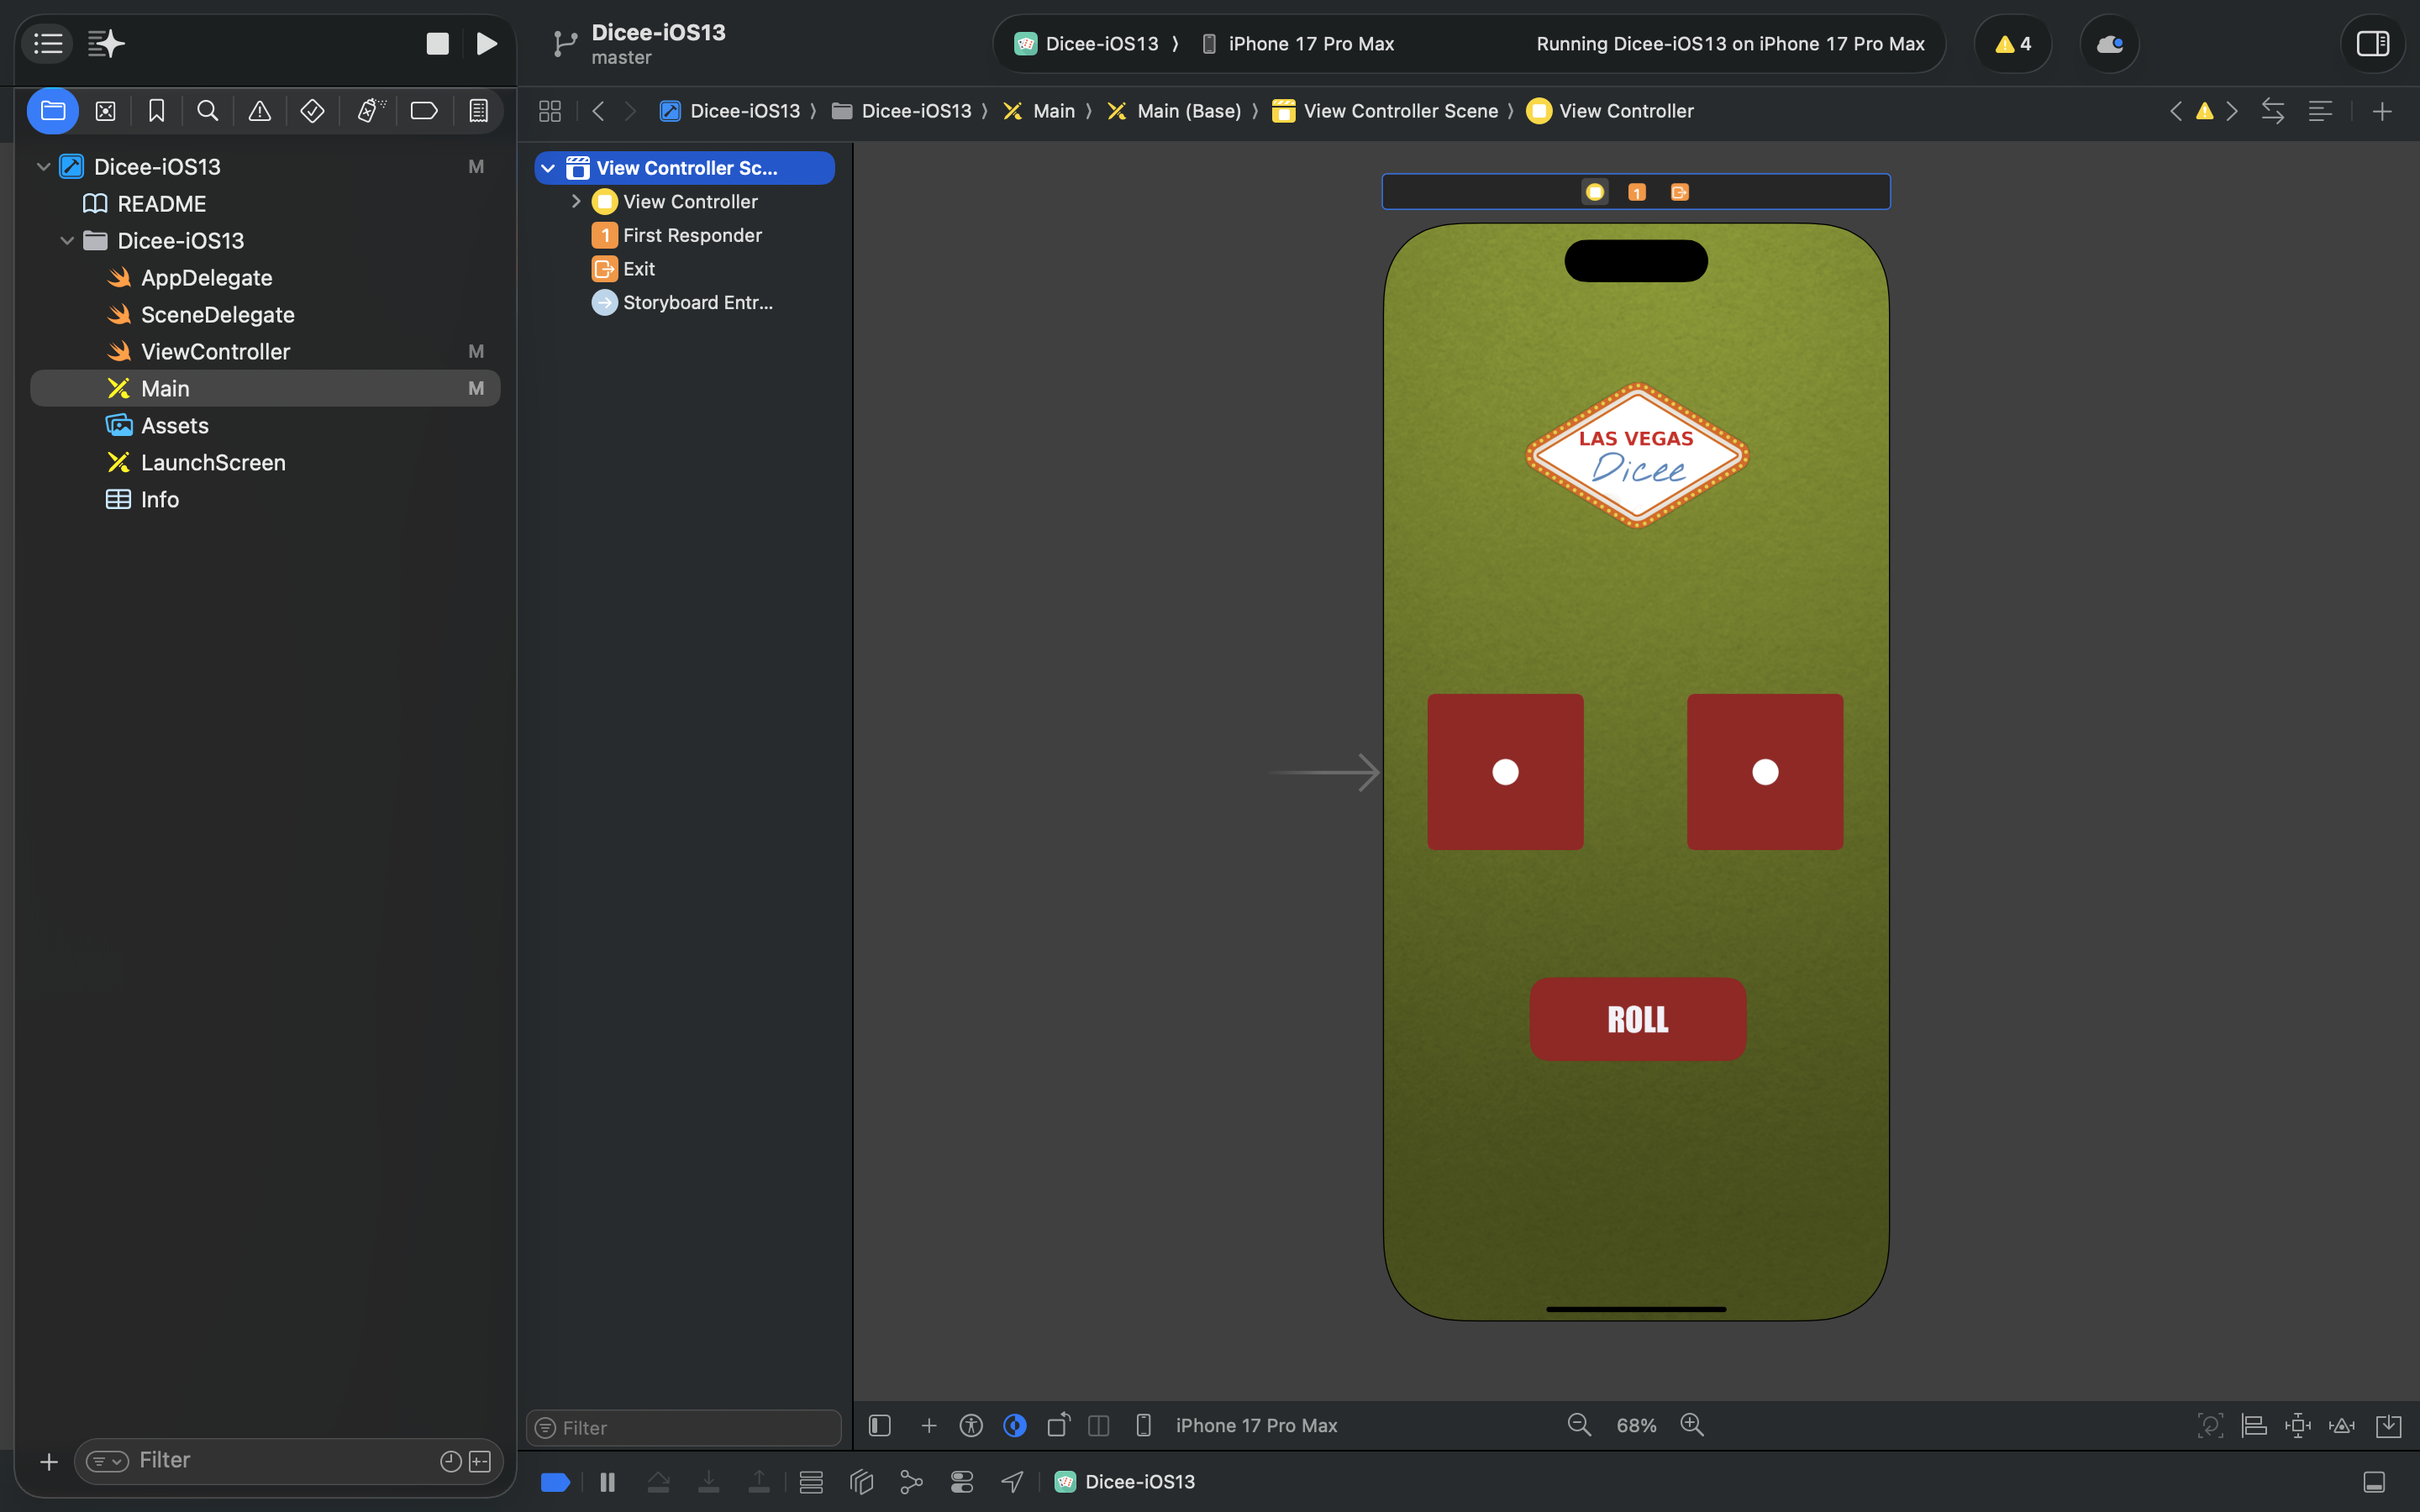 Dicee-iOS13
master
Dicee-iOS13 〉 iPhone 17 Pro Max
Running Dicee-iOS13 on iPhone 17 Pro Max
4
Dicee-iOS13 〉 Dicee-iOS13 〉 Main 〉 Main (Base) 〉 View Controller Scene 〉 View Controller
Dicee-iOS13 M
README
Dicee-iOS13
AppDelegate
SceneDelegate
ViewController M
Main M
Assets
LaunchScreen
Info
Filter
View Controller Sc...
View Controller
1 First Responder
Exit
Storyboard Entr...
Filter
1
LAS VEGAS
Dicee
ROLL
iPhone 17 Pro Max
68%
Dicee-iOS13